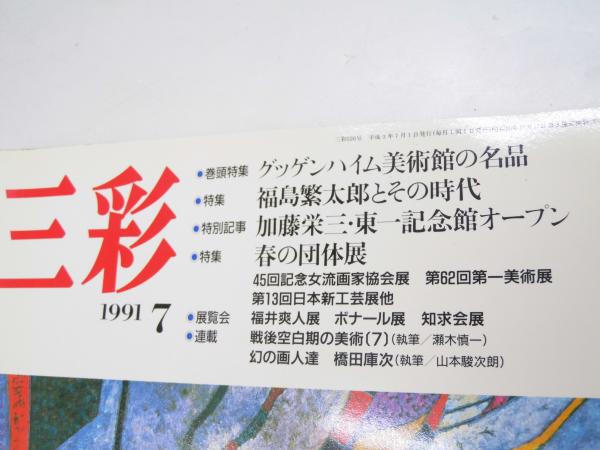 三彩
1991 7
●巻頭特集 グッゲンハイム美術館の名品
●特集 福島繁太郎とその時代
●特別記事 加藤栄三・東一記念館オープン
●特集 春の団体展
45回記念女流画家協会展 第62回第一美術展
第13回日本新工芸展他
●展覧会 福井爽人展 ボナール展 知求会展
●連載 戦後空白期の美術〔7〕(執筆/瀬木慎一)
幻の画人達 橋田庫次(執筆/山本駿次朗)